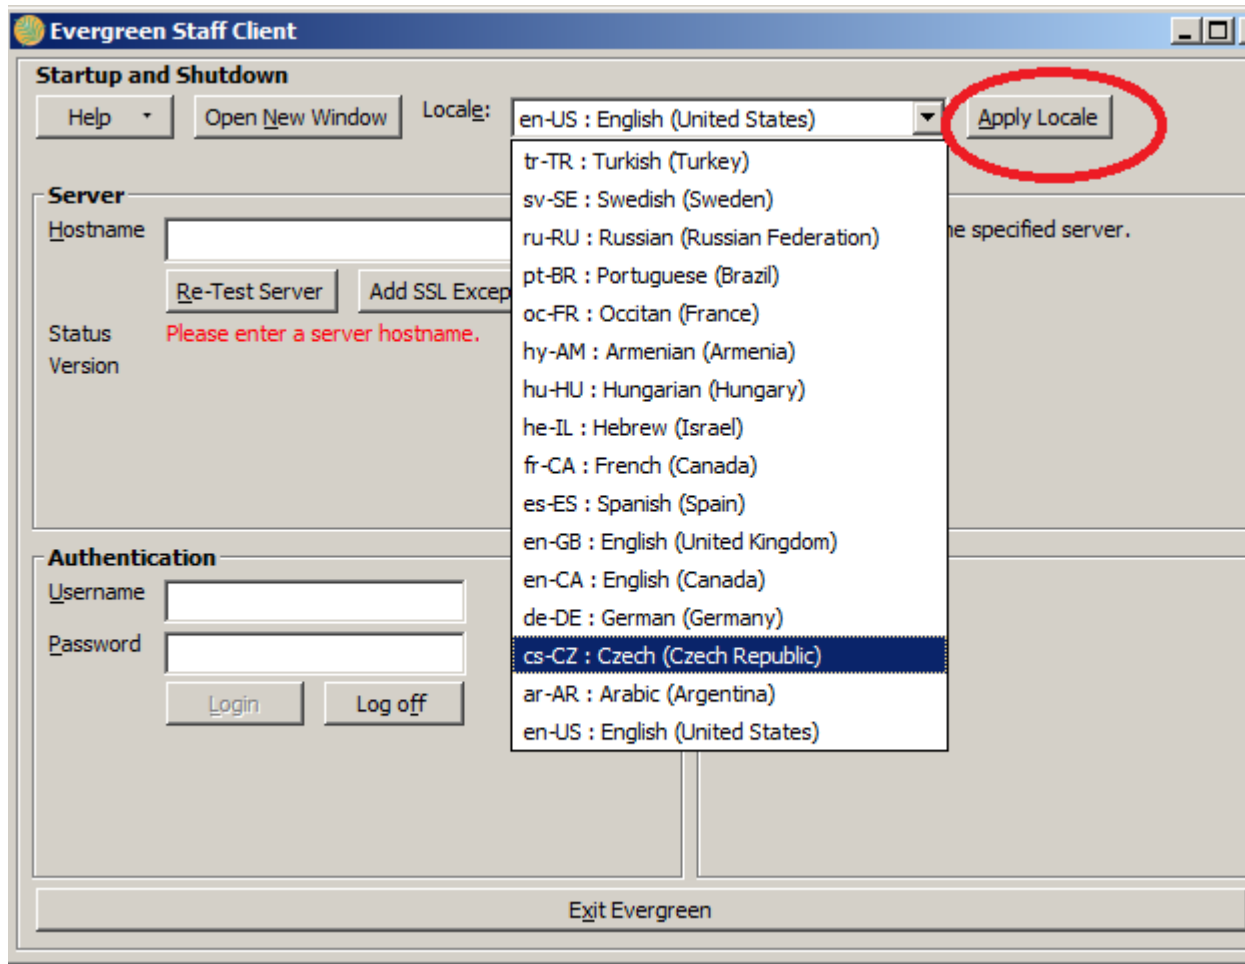 Evergreen Staff Client
Startup and Shutdown
Help
Open New Window
Locale:
en-US : English (United States)
Apply Locale
tr-TR : Turkish (Turkey)
sv-SE : Swedish (Sweden)
ru-RU : Russian (Russian Federation)
pt-BR : Portuguese (Brazil)
oc-FR : Occitan (France)
hy-AM : Armenian (Armenia)
hu-HU : Hungarian (Hungary)
he-IL : Hebrew (Israel)
fr-CA : French (Canada)
es-ES : Spanish (Spain)
en-GB : English (United Kingdom)
en-CA : English (Canada)
de-DE : German (Germany)
cs-CZ : Czech (Czech Republic)
ar-AR : Arabic (Argentina)
en-US : English (United States)
Server
Hostname
specified server.
Re-Test Server
Add SSL
Status
Please enter a server hostname.
Version
Authentication
Username
Password
Login
Log off
Exit Evergreen